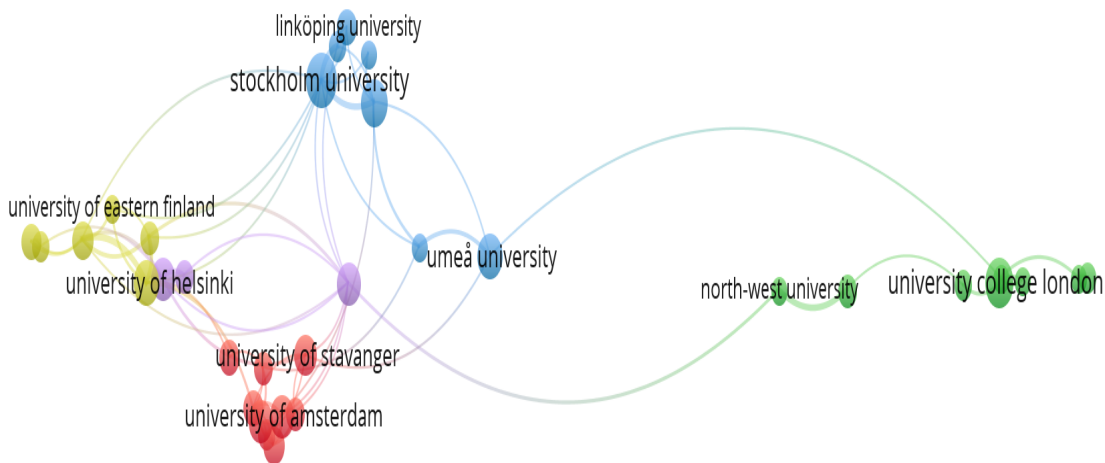 linköping university
stockholm university
university of eastern finland
umeå university
university of helsinki
north-west university
university college london
university of stavanger
university of amsterdam